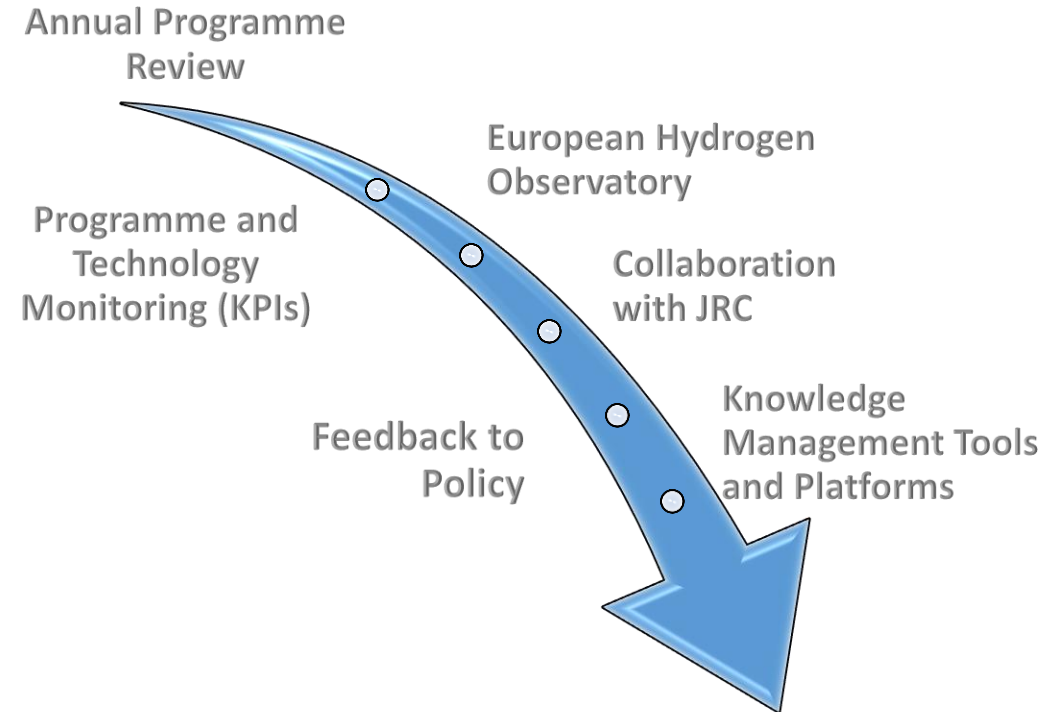 Annual Programme
Review
European Hydrogen
Observatory
Programme and
Technology
Monitoring (KPIs)
Collaboration
with JRC
Knowledge
Management Tools
and Platforms
Feedback to
Policy